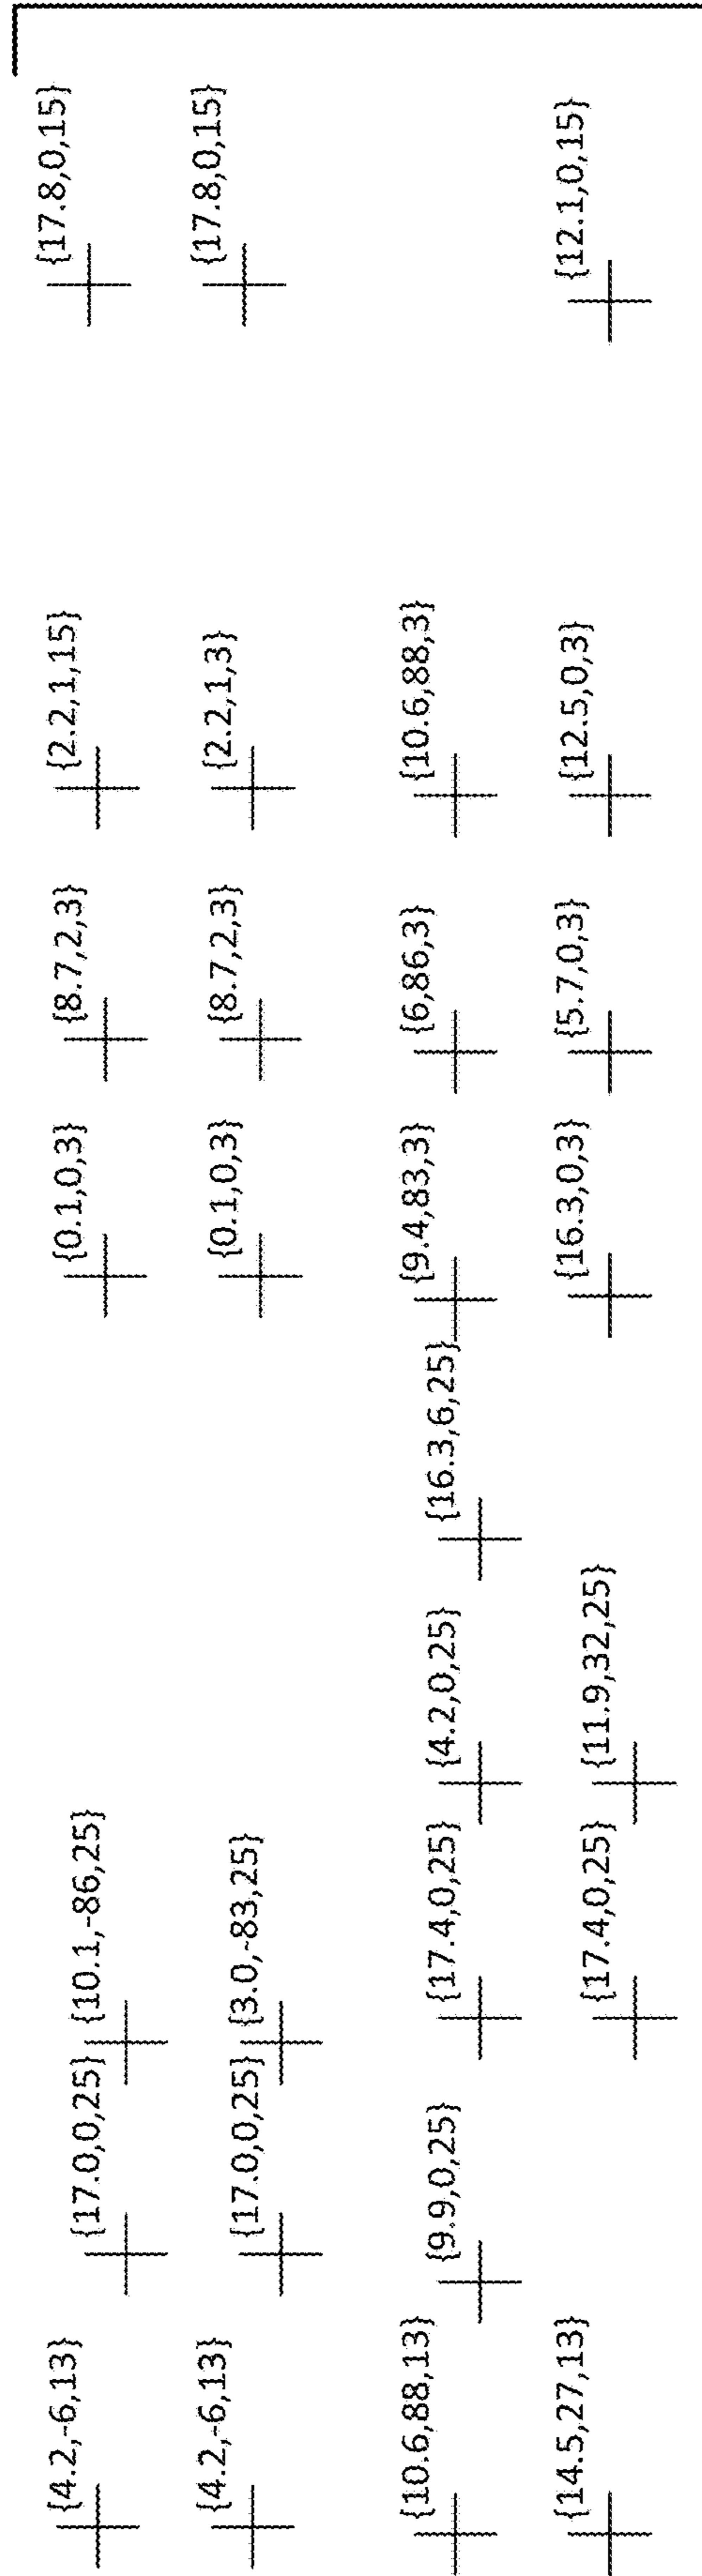 {4.2,-6,13} {17.0,0,25} {10.1,-86,25} {0.1,0,3} {8.7,2,3} {2.2,1,15} {17.8,0,15}
{4.2,-6,13} {17.0,0,25} {3.0,-83,25} {0.1,0,3} {8.7,2,3} {2.2,1,3} {17.8,0,15}
{10.6,88,13} {9.9,0,25} {17.4,0,25} {4.2,0,25} {16.3,6,25} {9.4,83,3} {6,86,3} {10.6,88,3}
{14.5,27,13} {17.4,0,25} {11.9,32,25} {16.3,0,3} {5.7,0,3} {12.5,0,3} {12.1,0,15}